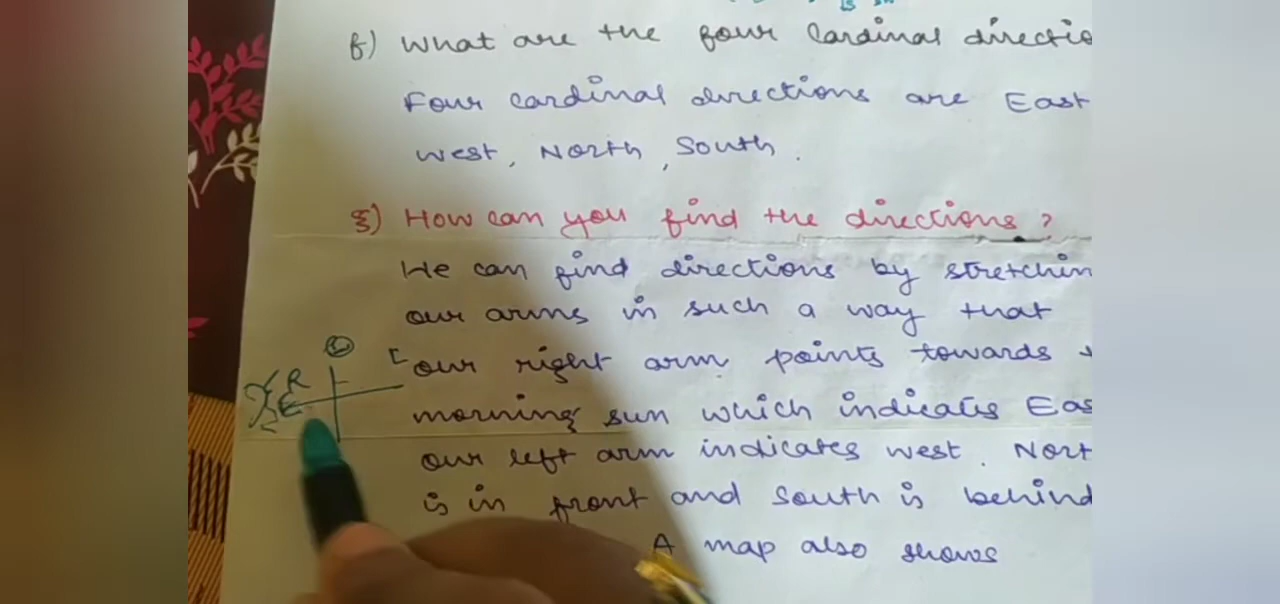 f) What are the four Cardinal directio
Four cardinal directions are East
west, North, South.
g) How can you find the directions?
We can find directions by stretchin
our arms in such a way that
[our right arm points towards
R
E
morning sun which indicates Eas
our left arm indicates west. Nort
is in front and South is behind
A map also shows